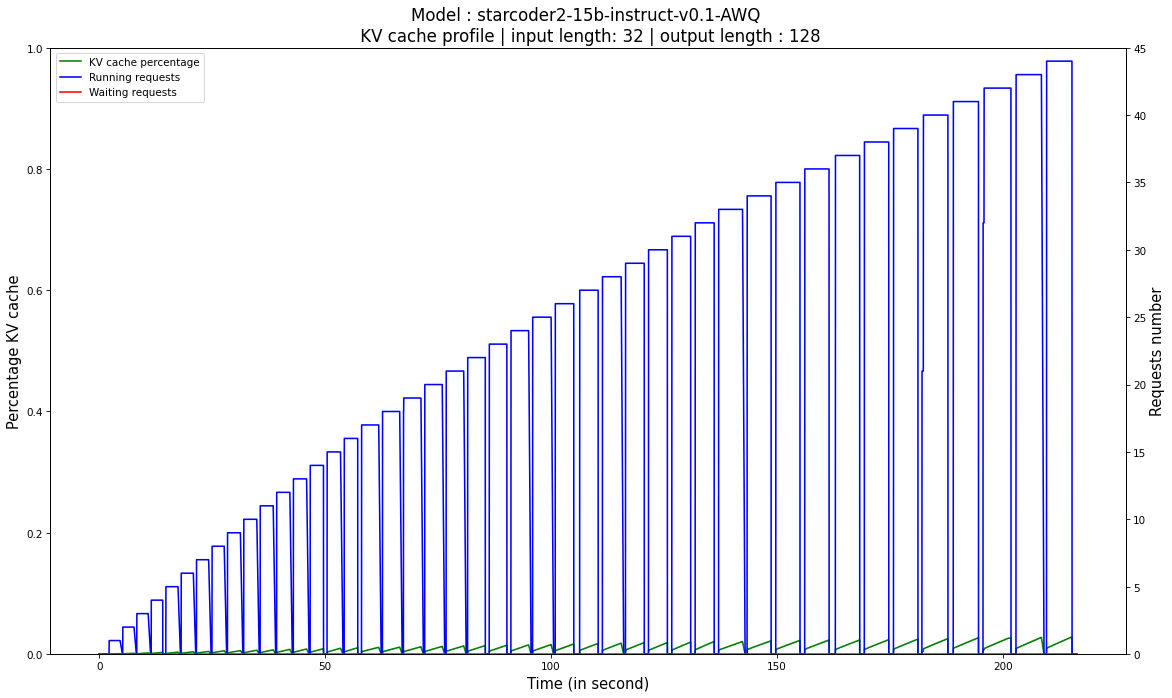 Model : starcoder2-15b-instruct-v0.1-AWQ
KV cache profile | input length: 32 | output length : 128
KV cache percentage
Running requests
Waiting requests
Percentage KV cache
1.0
0.8
0.6
0.4
0.2
0.0
45
40
35
30
25
20
15
10
5
0
Requests number
0
50
100
150
200
Time (in second)